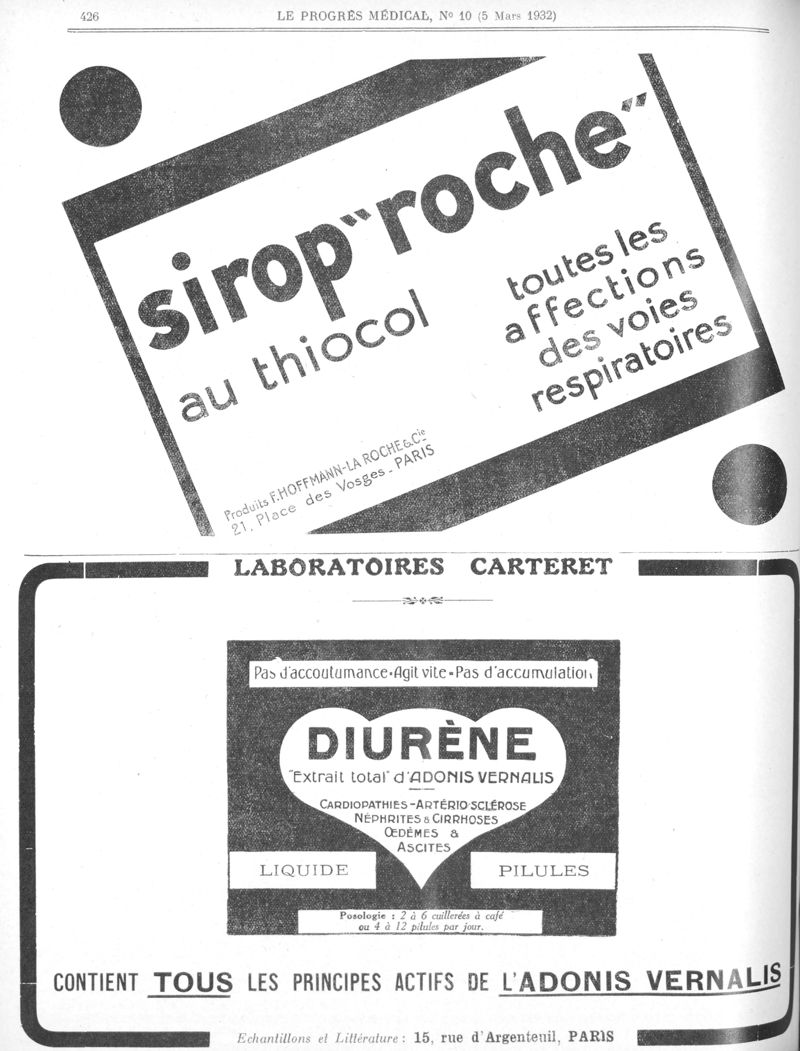 426
LE PROGRÈS MÉDICAL, No 10 (5 Mars 1932)
sirop "roche"
au thiocol
toutes les
affections
des voies
respiratoires
Produits F. HOFFMANN-LA ROCHE & Cie
21, Place des Vosges - PARIS
LABORATOIRES CARTERET
Pas d'accoutumance • Agit vite • Pas d'accumulation
DIURÈNE
"Extrait total" d'ADONIS VERNALIS
CARDIOPATHIES - ARTÉRIO SCLÉROSE
NÉPHRITES & CIRRHOSES
ŒDÈMES &
ASCITES
LIQUIDE
PILULES
Posologie : 2 à 6 cuillerées à café
ou 4 à 12 pilules par jour.
CONTIENT TOUS LES PRINCIPES ACTIFS DE L'ADONIS VERNALIS
Echantillons et Littérature : 15, rue d'Argenteuil, PARIS